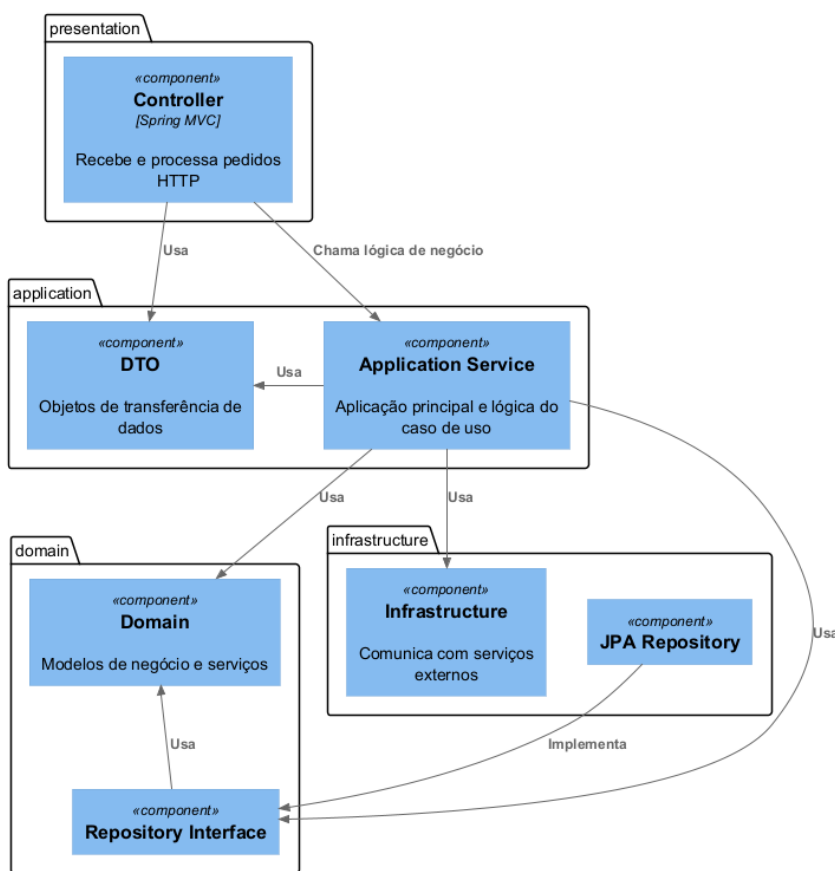 presentation
«component»
Controller
[Spring MVC]
Recebe e processa pedidos
HTTP
Usa
Chama lógica de negócio
application
«component»
DTO
Objetos de transferência de
dados
Usa
«component»
Application Service
Aplicação principal e lógica do
caso de uso
Usa
Usa
Usa
domain
«component»
Domain
Modelos de negócio e serviços
Usa
«component»
Repository Interface
infrastructure
«component»
Infrastructure
Comunica com serviços
externos
«component»
JPA Repository
Implementa